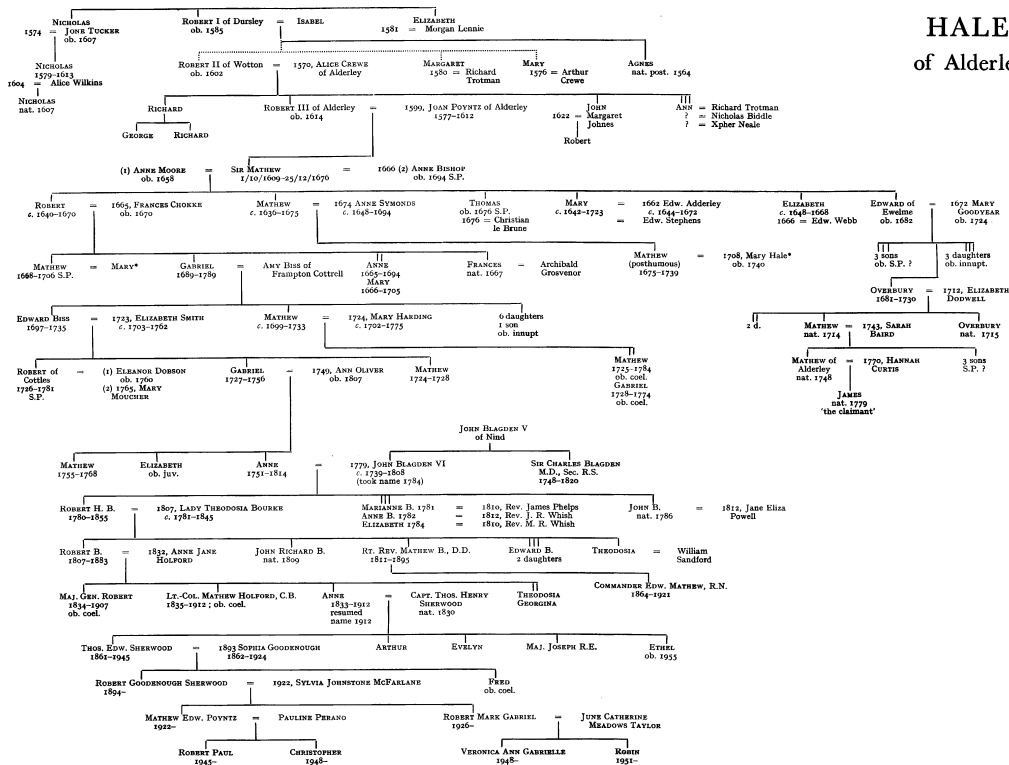 HALE
of Alderle
NICHOLAS
1574 = JONE TUCKER
ob. 1607
ROBERT I of Dursley = ISABEL
ob. 1585
ELIZABETH
1581 = Morgan Lennie
NICHOLAS
1579–1613
1604 = Alice Wilkins
NICHOLAS
nat. 1607
ROBERT II of Wotton = 1570, ALICE CREWE
ob. 1602 of Alderley
MARGARET
1580 = Richard
Trotman
MARY
1576 = Arthur
Crewe
AGNES
nat. post. 1564
RICHARD
GEORGE RICHARD
ROBERT III of Alderley = 1599, JOAN POYNTZ of Alderley
ob. 1614 1577–1612
JOHN
1622 = Margaret
Johnes
Robert
ANN = Richard Trotman
? = Nicholas Biddle
? = Xpher Neale
(1) ANNE MOORE = SIR MATHEW = 1666 (2) ANNE BISHOP
ob. 1658 1/10/1609–25/12/1676 ob. 1694 S.P.
ROBERT = 1665, FRANCES CHOKKE
c. 1640–1670 ob. 1670
MATHEW = 1674 ANNE SYMONDS
c. 1636–1675 c. 1648–1694
THOMAS
ob. 1676 S.P.
1676 = Christian
le Brune
MARY = 1662 Edw. Adderley
c. 1642–1723 c. 1644–1672
= Edw. Stephens
ELIZABETH
c. 1648–1668
1666 = Edw. Webb
EDWARD of = 1672 MARY
Ewelme GOODYEAR
ob. 1682 ob. 1724
MATHEW = MARY*
1668–1706 S.P.
GABRIEL = AMY BISS of
1689–1789 Frampton Cottrell
ANNE
1665–1694
MARY
1666–1705
FRANCES = Archibald
nat. 1667 Grosvenor
MATHEW = 1708, Mary Hale*
(posthumous) ob. 1740
1675–1739
3 sons
ob. S.P. ?
3 daughters
ob. innupt.
OVERBURY = 1712, ELIZABETH
1681–1730 DODWELL
EDWARD BISS = 1723, ELIZABETH SMITH
1697–1735 c. 1703–1762
MATHEW = 1724, MARY HARDING
c. 1699–1733 c. 1702–1775
6 daughters
1 son
ob. innupt
2 d.
MATHEW = 1743, SARAH
nat. 1714 BAIRD
OVERBURY
nat. 1715
ROBERT of = (1) ELEANOR DOBSON
Cottles ob. 1760
1726–1781 (2) 1765, MARY
S.P. MOUCHER
GABRIEL = 1749, ANN OLIVER
1727–1756 ob. 1807
MATHEW
1724–1728
MATHEW
1725–1784
ob. coel.
GABRIEL
1728–1774
ob. coel.
MATHEW of = 1770, HANNAH
Alderley CURTIS
nat. 1748
3 sons
S.P. ?
JAMES
nat. 1779
'the claimant'
JOHN BLAGDEN V
of Nind
MATHEW
1755–1768
ELIZABETH
ob. juv.
ANNE = 1779, JOHN BLAGDEN VI
1751–1814 c. 1739–1808
(took name 1784)
SIR CHARLES BLAGDEN
M.D., Sec. R.S.
1748–1820
ROBERT H. B. = 1807, LADY THEODOSIA BOURKE
1780–1855 c. 1781–1845
MARIANNE B. 1781 = 1810, Rev. James Phelps
ANNE B. 1782 = 1812, Rev. J. R. Whish
ELIZABETH 1784 = 1810, Rev. M. R. Whish
JOHN B. = 1812, Jane Eliza
nat. 1786 Powell
ROBERT B. = 1832, ANNE JANE
1807–1883 HOLFORD
JOHN RICHARD B.
nat. 1809
RT. REV. MATHEW B., D.D.
1811–1895
EDWARD B.
2 daughters
THEODOSIA = William
Sandford
MAJ. GEN. ROBERT
1834–1907
ob. coel.
LT.-COL. MATHEW HOLFORD, C.B.
1835–1912 ; ob. coel.
ANNE = CAPT. THOS. HENRY
1833–1912 SHERWOOD
resumed nat. 1830
name 1912
THEODOSIA
GEORGINA
COMMANDER EDW. MATHEW, R.N.
1864–1921
THOS. EDW. SHERWOOD = 1893 SOPHIA GOODENOUGH
1861–1945 1862–1924
ARTHUR
EVELYN
MAJ. JOSEPH R.E.
ETHEL
ob. 1955
ROBERT GOODENOUGH SHERWOOD = 1922, SYLVIA JOHNSTONE MCFARLANE
1894–
FRED
ob. coel.
MATHEW EDW. POYNTZ = PAULINE PERANO
1922–
ROBERT MARK GABRIEL = JUNE CATHERINE
1926– MEADOWS TAYLOR
ROBERT PAUL
1945–
CHRISTOPHER
1948–
VERONICA ANN GABRIELLE
1948–
ROBIN
1951–